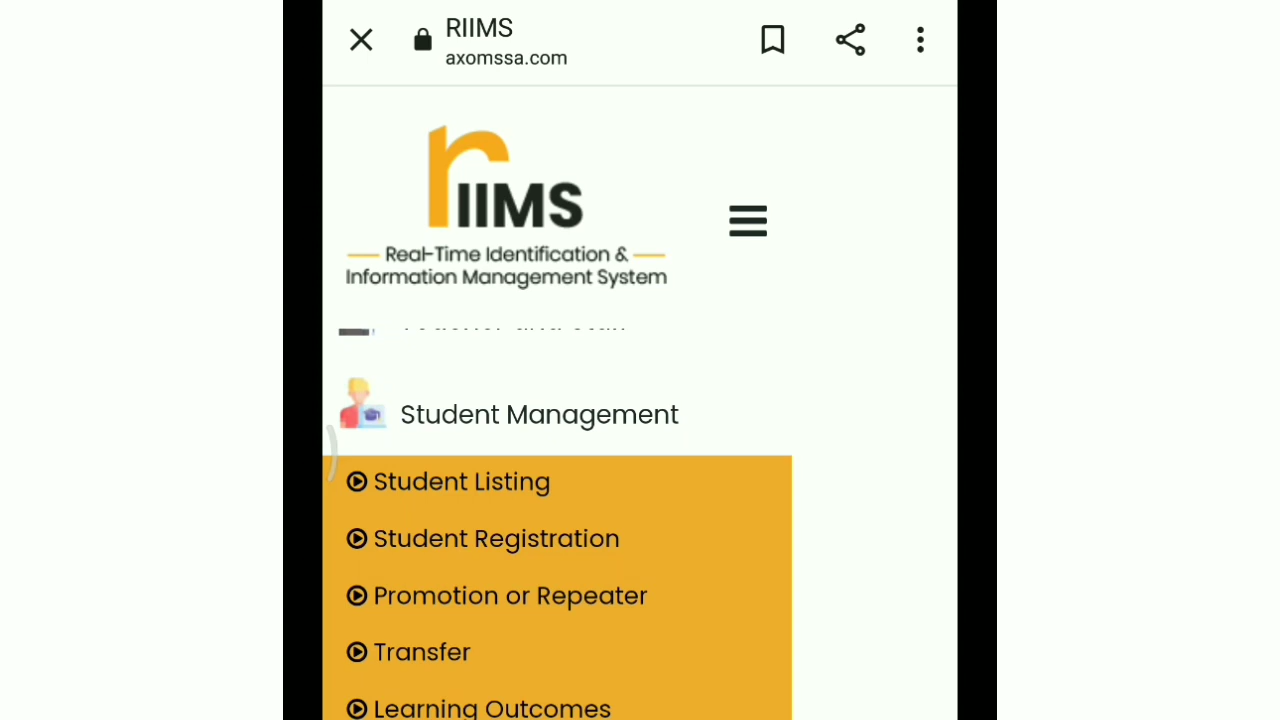 RIIMS
axomssa.com
rIIMS
Real-Time Identification &
Information Management System
Student Management
Student Listing
Student Registration
Promotion or Repeater
Transfer
Learning Outcomes